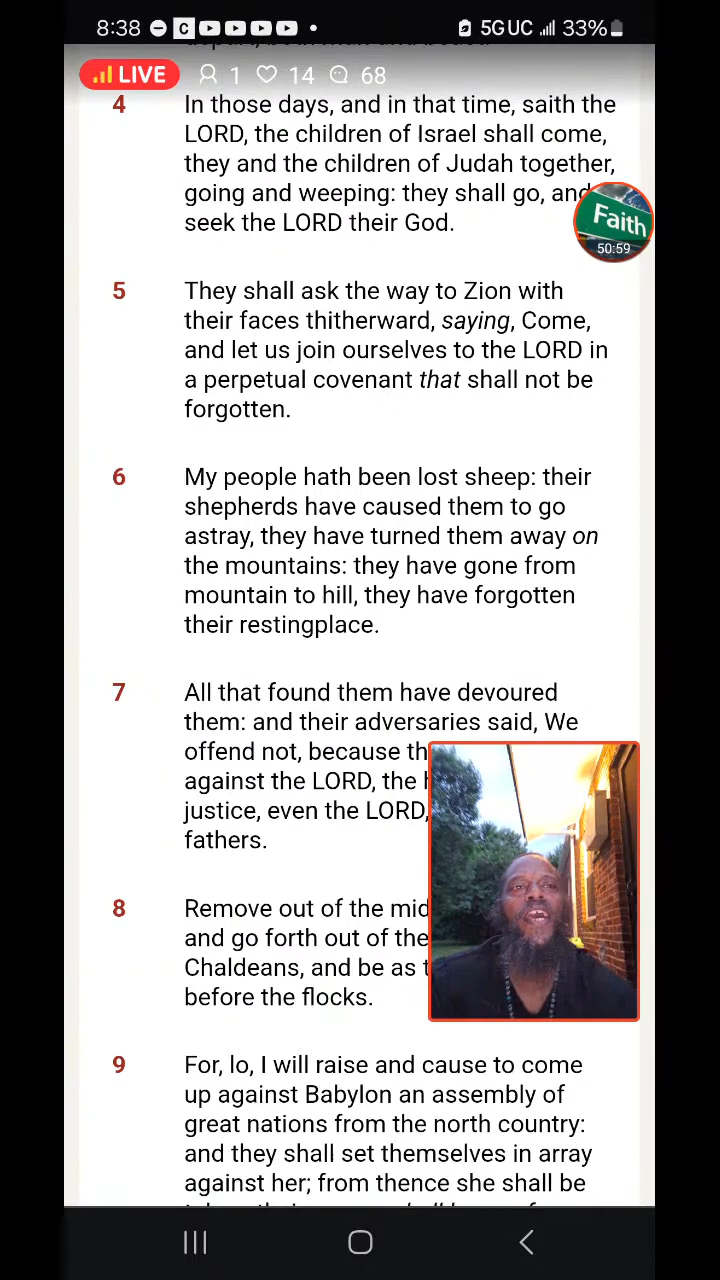 8:38 C 5G UC 33%
LIVE 1 14 68
4 In those days, and in that time, saith the
LORD, the children of Israel shall come,
they and the children of Judah together,
going and weeping: they shall go, and
seek the LORD their God.
Faith
50:59
5 They shall ask the way to Zion with
their faces thitherward, saying, Come,
and let us join ourselves to the LORD in
a perpetual covenant that shall not be
forgotten.
6 My people hath been lost sheep: their
shepherds have caused them to go
astray, they have turned them away on
the mountains: they have gone from
mountain to hill, they have forgotten
their restingplace.
7 All that found them have devoured
them: and their adversaries said, We
offend not, because
against the LORD, the
justice, even the LORD,
fathers.
8 Remove out of the
and go forth out of the
Chaldeans, and be as
before the flocks.
9 For, lo, I will raise and cause to come
up against Babylon an assembly of
great nations from the north country:
and they shall set themselves in array
against her; from thence she shall be